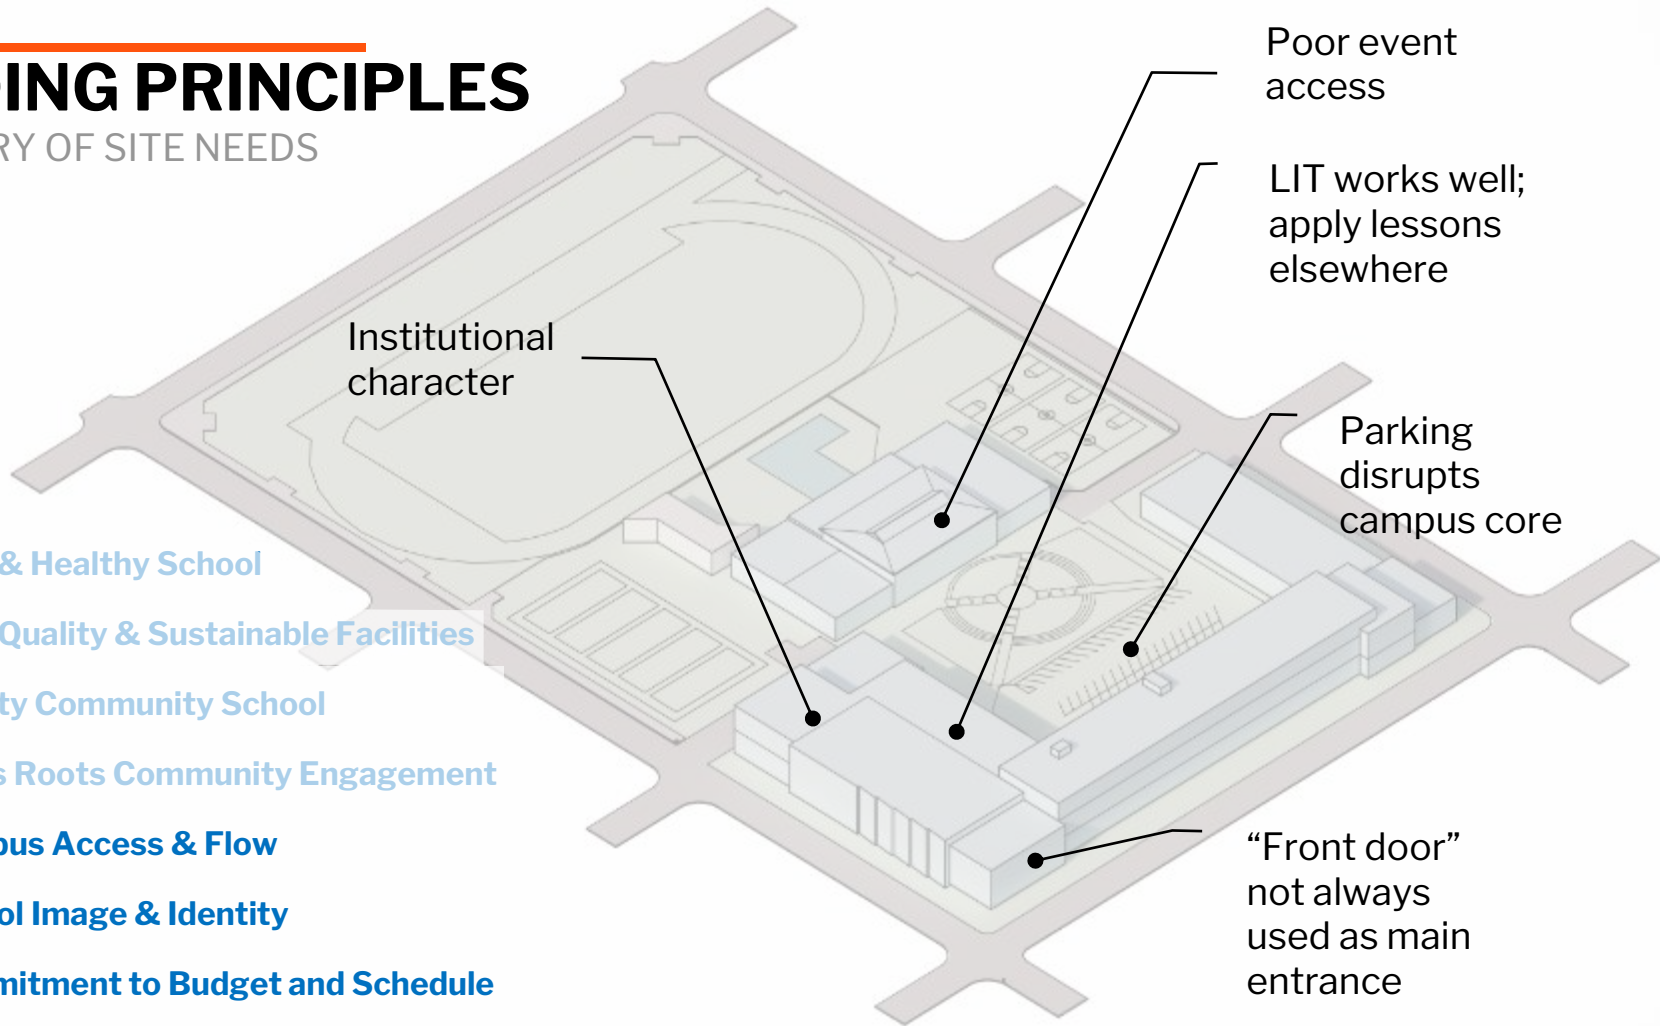 ING PRINCIPLES
RY OF SITE NEEDS
Poor event
access
LIT works well;
apply lessons
elsewhere
Institutional
character
Parking
disrupts
campus core
& Healthy School
Quality & Sustainable Facilities
ty Community School
s Roots Community Engagement
pus Access & Flow
ol Image & Identity
mitment to Budget and Schedule
“Front door”
not always
used as main
entrance